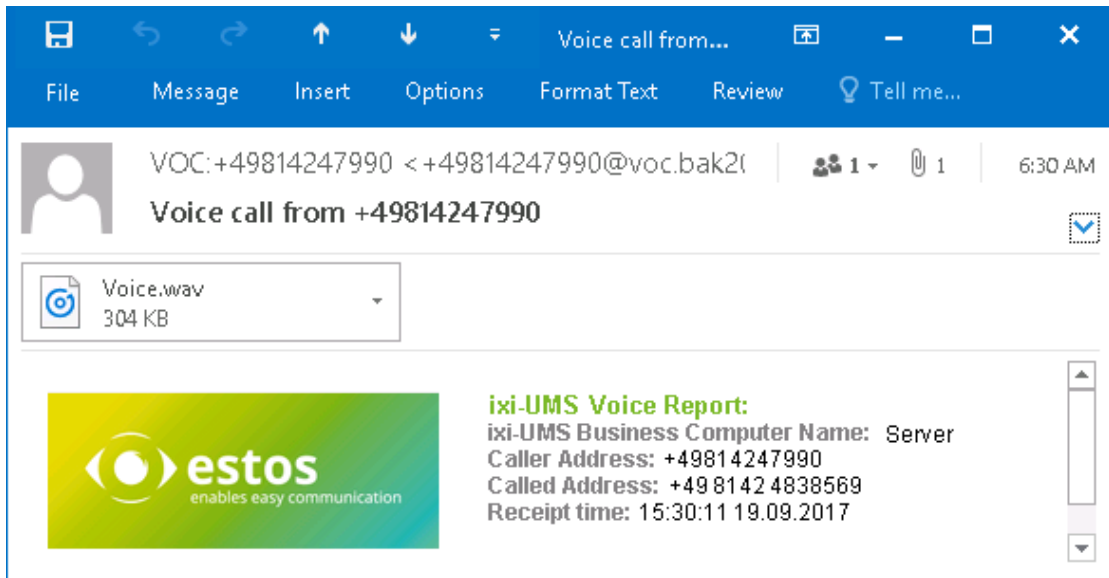 Voice call from...
File Message Insert Options Format Text Review Tell me...
VOC:+49814247990 <+49814247990@voc.bak2( 1 1 6:30 AM
Voice call from +49814247990
Voice.wav
304 KB
estos
enables easy communication
ixi-UMS Voice Report:
ixi-UMS Business Computer Name: Server
Caller Address: +49814247990
Called Address: +498142 4838569
Receipt time: 15:30:11 19.09.2017